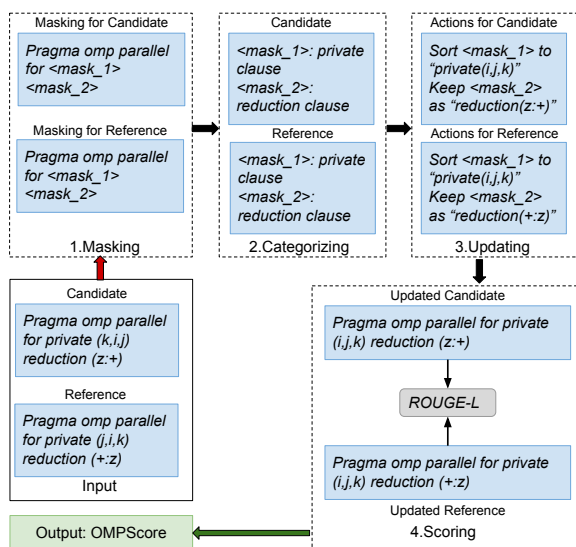 Masking for Candidate
Pragma omp parallel
for <mask_1>
<mask_2>
Masking for Reference
Pragma omp parallel
for <mask_1>
<mask_2>
1.Masking
Candidate
<mask_1>: private
clause
<mask_2>:
reduction clause
Reference
<mask_1>: private
clause
<mask_2>:
reduction clause
2.Categorizing
Actions for Candidate
Sort <mask_1> to
“private(i,j,k)”
Keep <mask_2>
as “reduction(z:+)”
Actions for Reference
Sort <mask_1> to
“private(i,j,k)”
Keep <mask_2>
as “reduction(+:z)”
3.Updating
Candidate
Pragma omp parallel
for private (k,i,j)
reduction (z:+)
Reference
Pragma omp parallel
for private (j,i,k)
reduction (+:z)
Input
Updated Candidate
Pragma omp parallel for private
(i,j,k) reduction (z:+)
ROUGE-L
Pragma omp parallel for private
(i,j,k) reduction (+:z)
Updated Reference
4.Scoring
Output: OMPScore